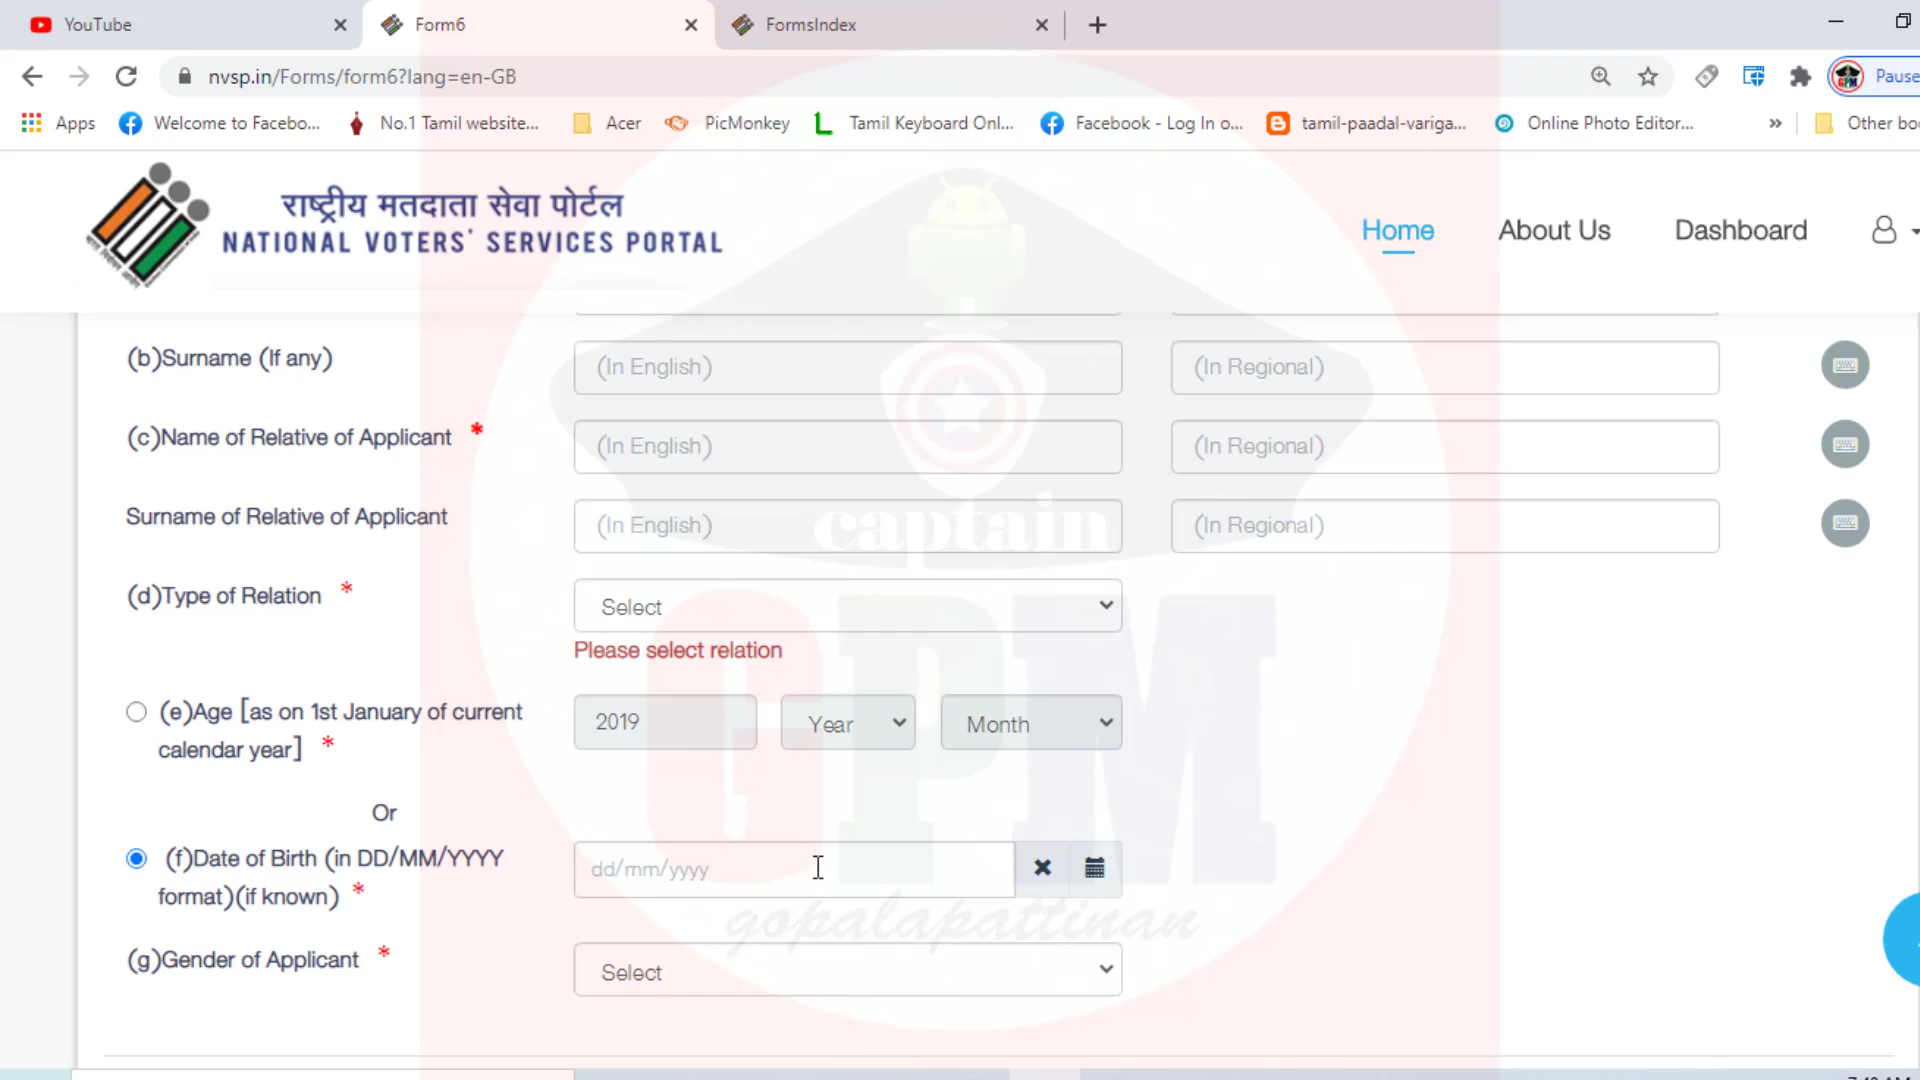 YouTube
Form6
FormsIndex
nvsp.in/Forms/form6?lang=en-GB
Pause
Apps
Welcome to Facebo...
No.1 Tamil website...
Acer
PicMonkey
Tamil Keyboard Onl...
Facebook - Log In o...
tamil-paadal-variga...
Online Photo Editor...
»
Other bo
राष्ट्रीय मतदाता सेवा पोर्टल
NATIONAL VOTERS' SERVICES PORTAL
Home
About Us
Dashboard
(b)Surname (If any)
(In English)
(In Regional)
(c)Name of Relative of Applicant *
(In English)
(In Regional)
Surname of Relative of Applicant
(In English)
(In Regional)
captain
(d)Type of Relation *
Select
Please select relation
GPM
(e)Age [as on 1st January of current
calendar year] *
2019
Year
Month
Or
(f)Date of Birth (in DD/MM/YYYY
format)(if known) *
dd/mm/yyyy
gopalapattinan
(g)Gender of Applicant *
Select